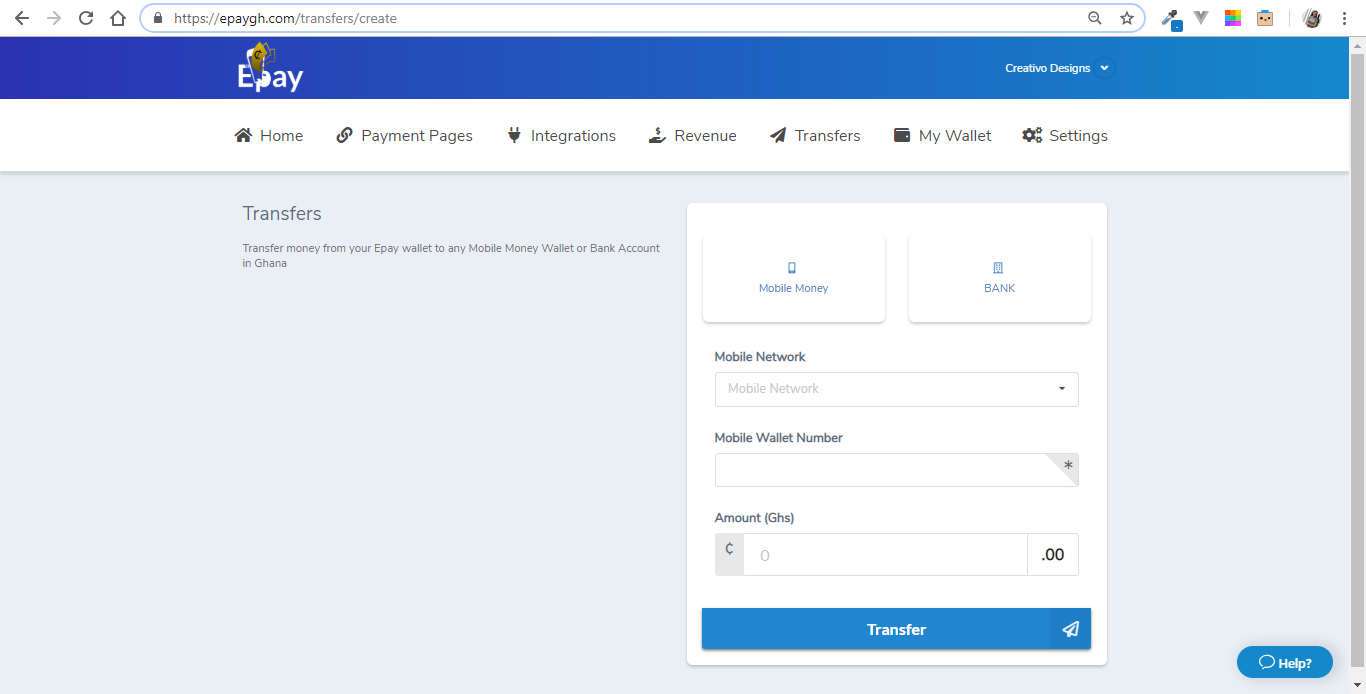 https://epaygh.com/transfers/create
Epay
Creativo Designs
Home Payment Pages Integrations Revenue Transfers My Wallet Settings
Transfers
Transfer money from your Epay wallet to any Mobile Money Wallet or Bank Account
in Ghana
Mobile Money
BANK
Mobile Network
Mobile Network
Mobile Wallet Number
*
Amount (Ghs)
₵ 0 .00
Transfer
Help?